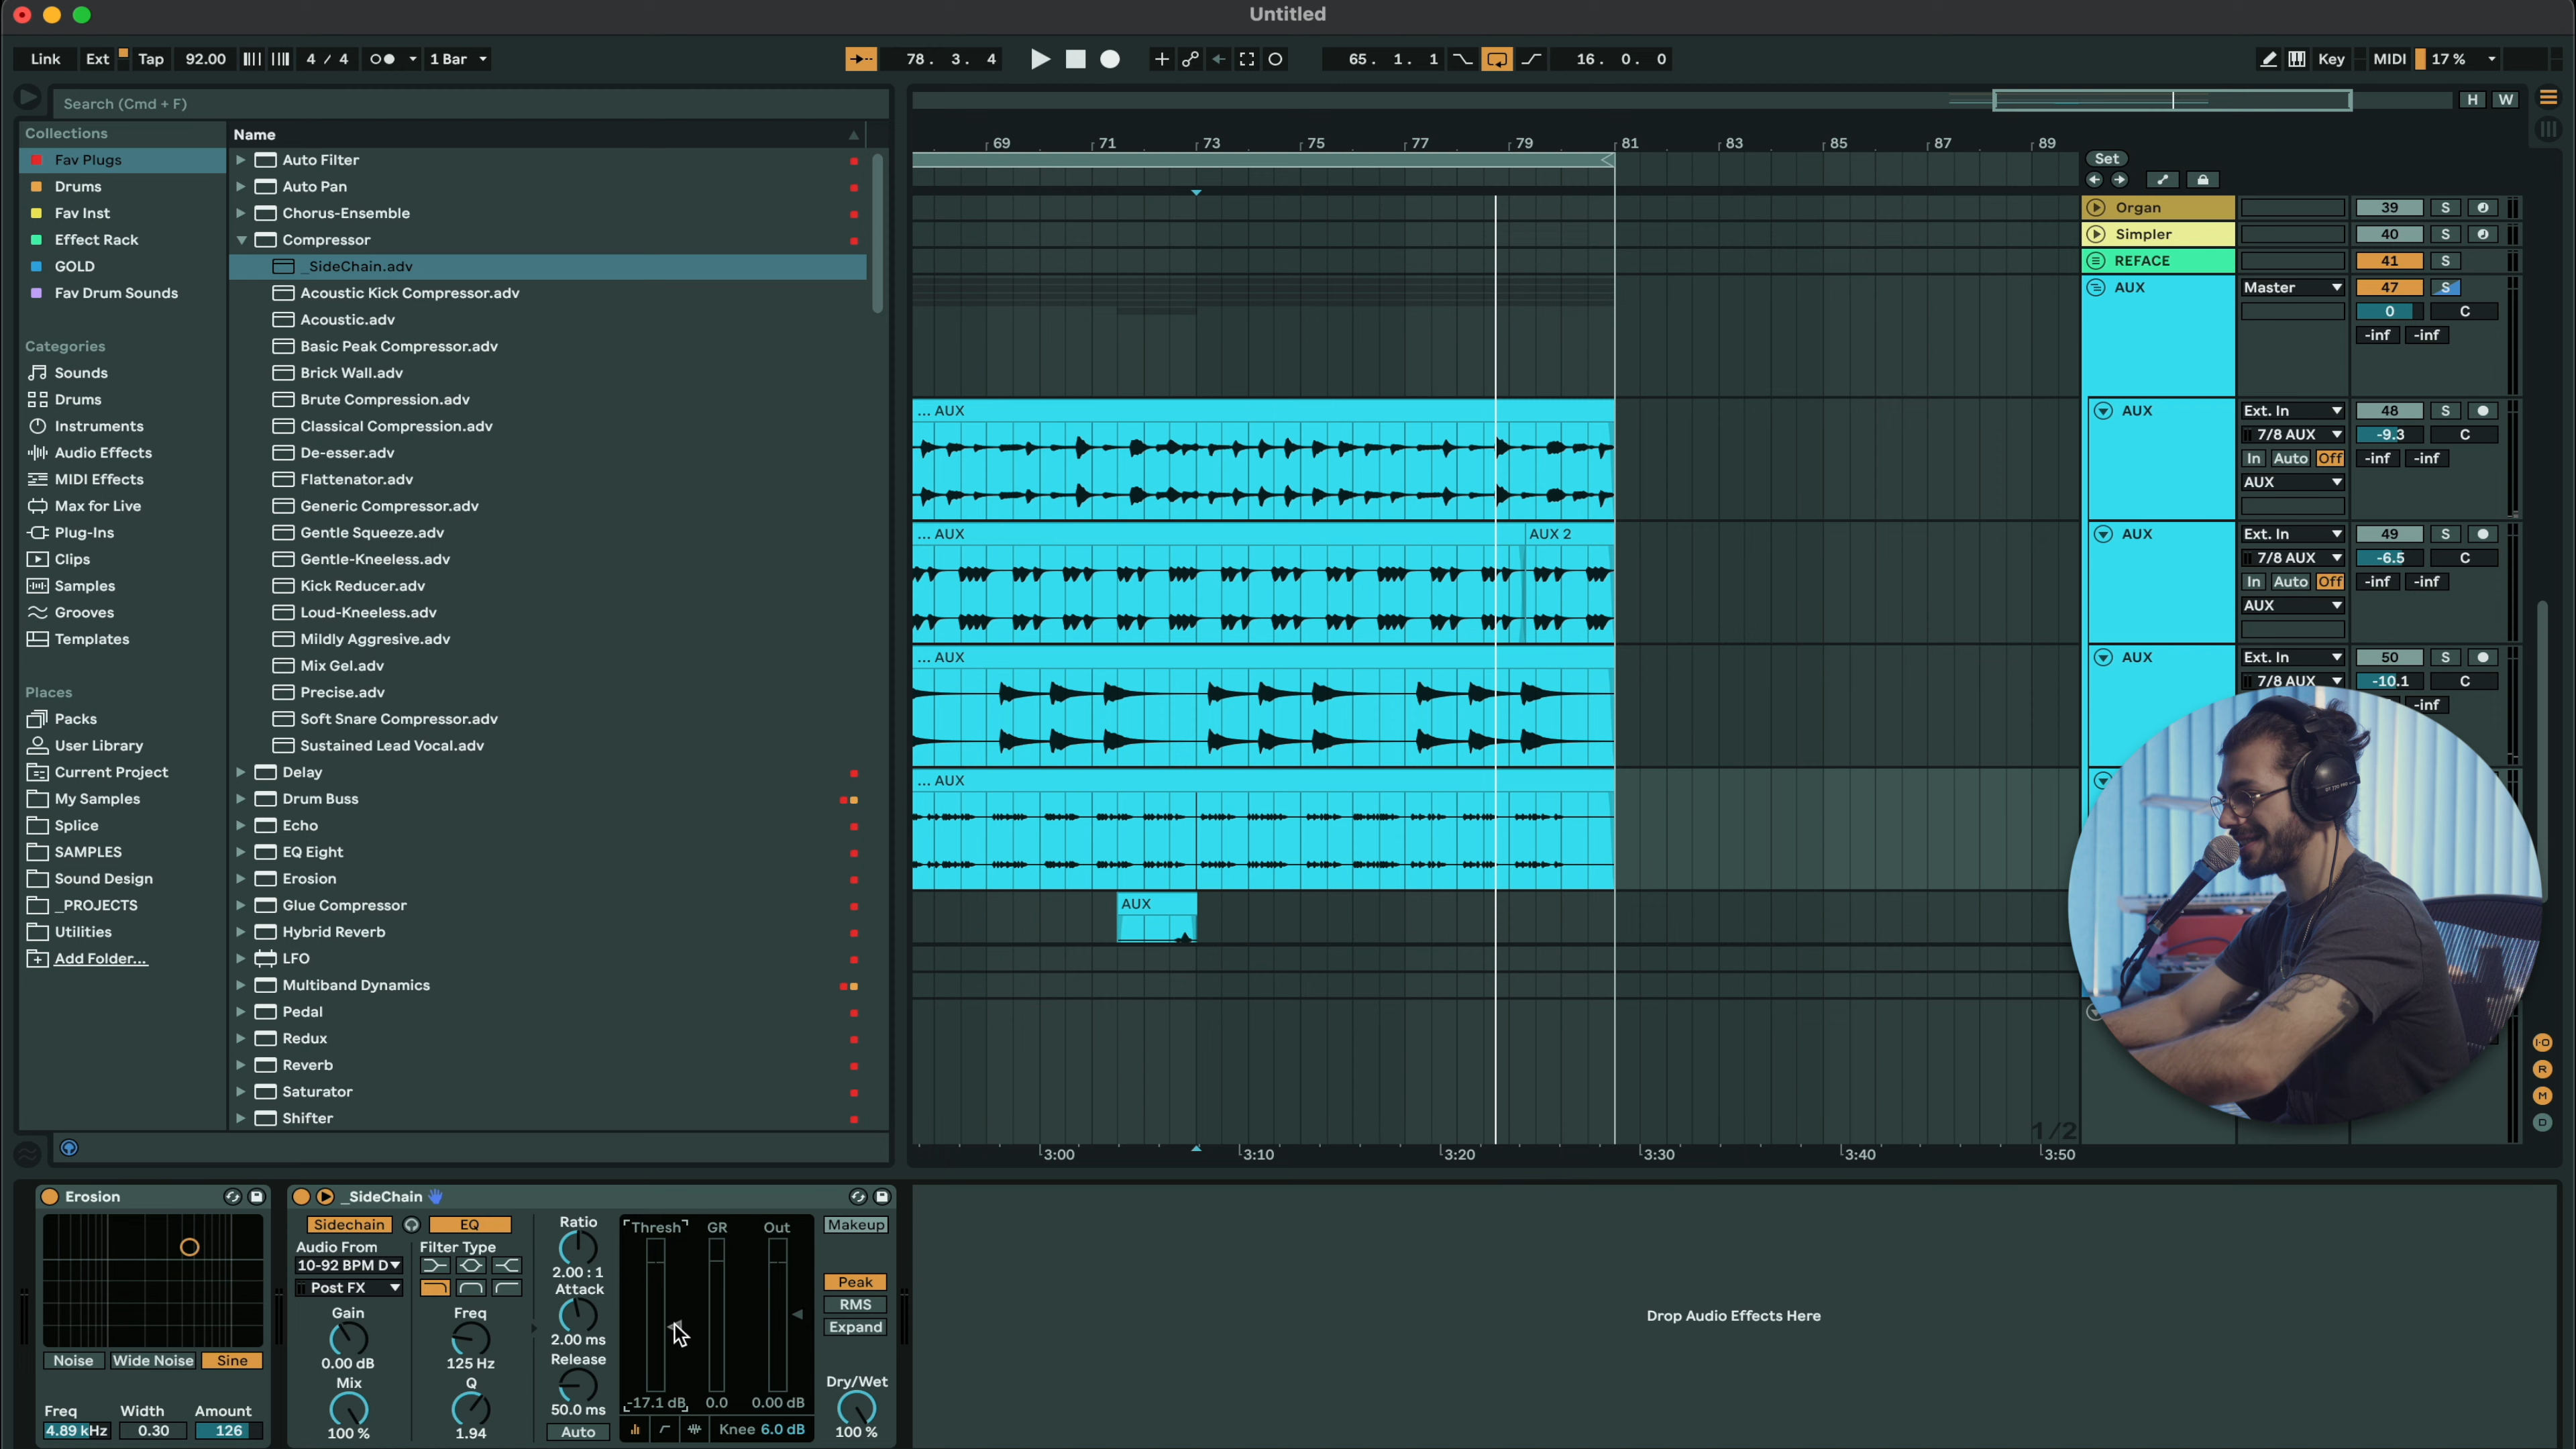 Untitled
Link Ext Tap 92.00 4 / 4 1 Bar 78. 3. 4 65. 1. 1 16. 0. 0 Key MIDI 17 %
Search (Cmd + F)
H W
Collections
Fav Plugs
Drums
Fav Inst
Effect Rack
GOLD
Fav Drum Sounds
Categories
Sounds
Drums
Instruments
Audio Effects
MIDI Effects
Max for Live
Plug-Ins
Clips
Samples
Grooves
Templates
Places
Packs
User Library
Current Project
My Samples
Splice
SAMPLES
Sound Design
_PROJECTS
Utilities
Add Folder...
Name
Auto Filter
Auto Pan
Chorus-Ensemble
Compressor
_SideChain.adv
Acoustic Kick Compressor.adv
Acoustic.adv
Basic Peak Compressor.adv
Brick Wall.adv
Brute Compression.adv
Classical Compression.adv
De-esser.adv
Flattenator.adv
Generic Compressor.adv
Gentle Squeeze.adv
Gentle-Kneeless.adv
Kick Reducer.adv
Loud-Kneeless.adv
Mildly Aggresive.adv
Mix Gel.adv
Precise.adv
Soft Snare Compressor.adv
Sustained Lead Vocal.adv
Delay
Drum Buss
Echo
EQ Eight
Erosion
Glue Compressor
Hybrid Reverb
LFO
Multiband Dynamics
Pedal
Redux
Reverb
Saturator
Shifter
69 71 73 75 77 79 81 83 85 87 89
Set
Organ 39 S
Simpler 40 S
REFACE 41 S
AUX Master 47 S
0 C
-inf -inf
... AUX
AUX Ext. In 48 S
7/8 AUX -9.3 C
In Auto Off -inf -inf
AUX
... AUX AUX 2
AUX Ext. In 49 S
7/8 AUX -6.5 C
In Auto Off -inf -inf
AUX
... AUX
AUX Ext. In 50 S
7/8 AUX -10.1 C
-inf
... AUX
AUX
I·O
R
M
D
1/2
3:00 3:10 3:20 3:30 3:40 3:50
Erosion
Noise Wide Noise Sine
Freq Width Amount
4.89 kHz 0.30 126
_SideChain
Sidechain EQ
Audio From Filter Type
10-92 BPM D
Post FX
Gain Freq
0.00 dB 125 Hz
Mix Q
100 % 1.94
Ratio
2.00 : 1
Attack
2.00 ms
Release
50.0 ms
Auto
Thresh GR Out
-17.1 dB 0.0 0.00 dB
Knee 6.0 dB
Makeup
Peak
RMS
Expand
Dry/Wet
100 %
Drop Audio Effects Here